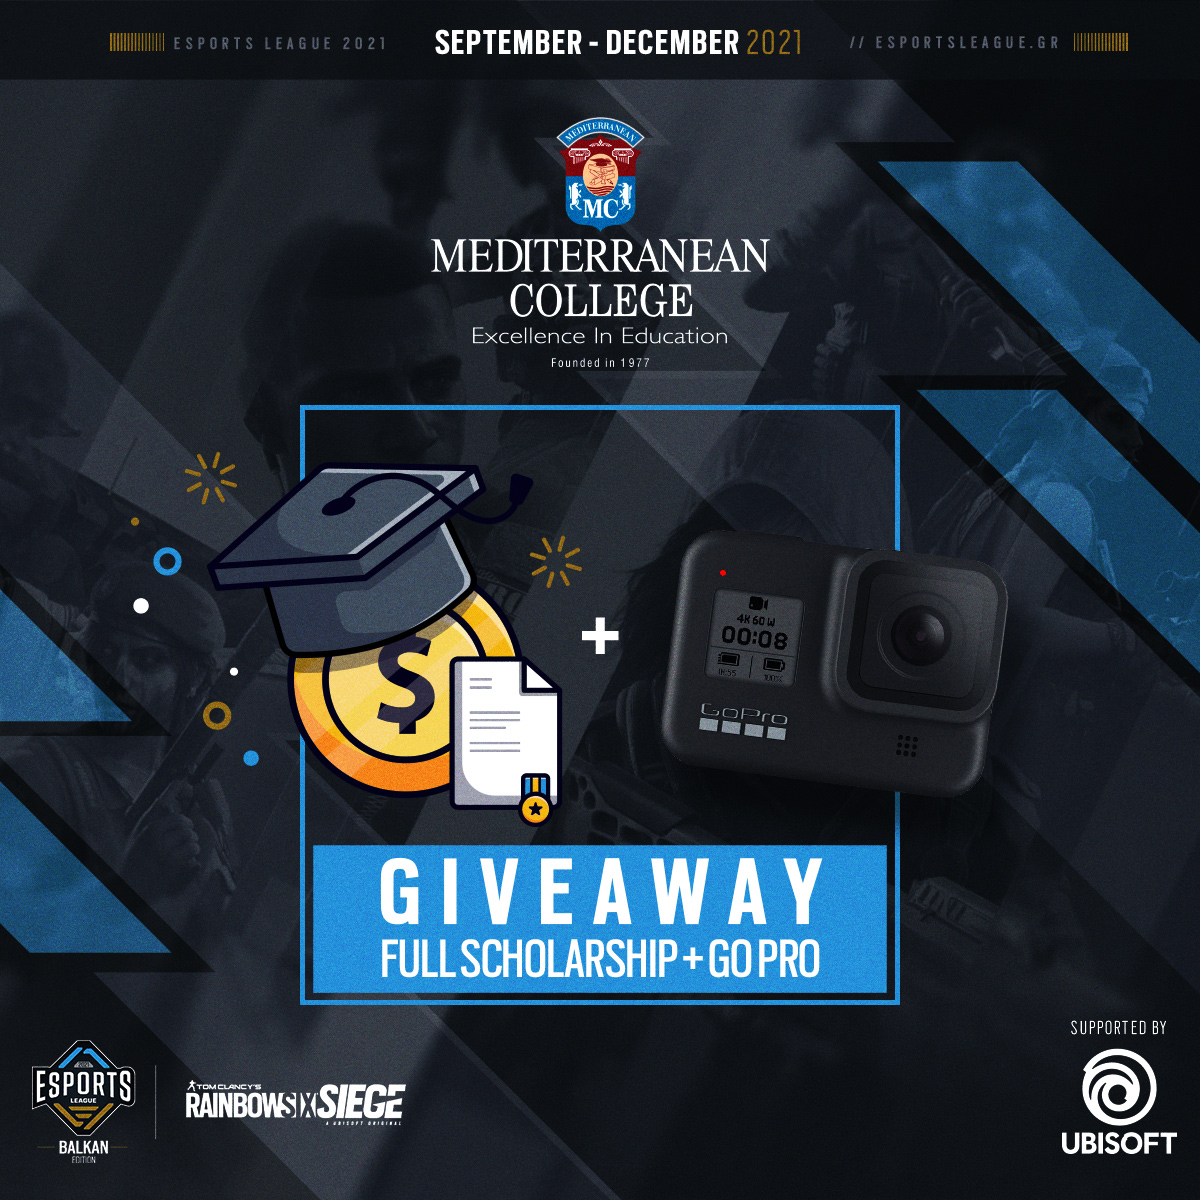 ESPORTS LEAGUE 2021
SEPTEMBER - DECEMBER 2021
// ESPORTSLEAGUE.GR
MEDITERRANEAN
MC
MEDITERRANEAN
COLLEGE
Excellence In Education
Founded in 1977
$
+
4K 60 W
00:08
100%
GoPro
GIVEAWAY
FULL SCHOLARSHIP + GO PRO
SUPPORTED BY
UBISOFT
ESPORTS
LEAGUE
BALKAN
EDITION
TOM CLANCY'S
RAINBOWSIX SIEGE
A UBISOFT ORIGINAL